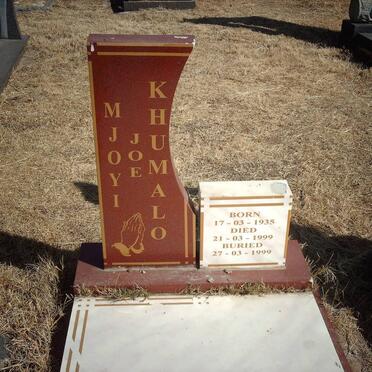 MJOYI
JOE
KHUMALO
BORN
17-03-1935
DIED
21-03-1999
BURIED
27-03-1999